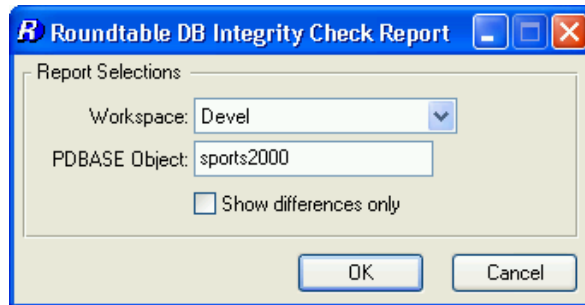 Roundtable DB Integrity Check Report
Report Selections
Workspace: Devel
PDBASE Object: sports2000
Show differences only
OK Cancel